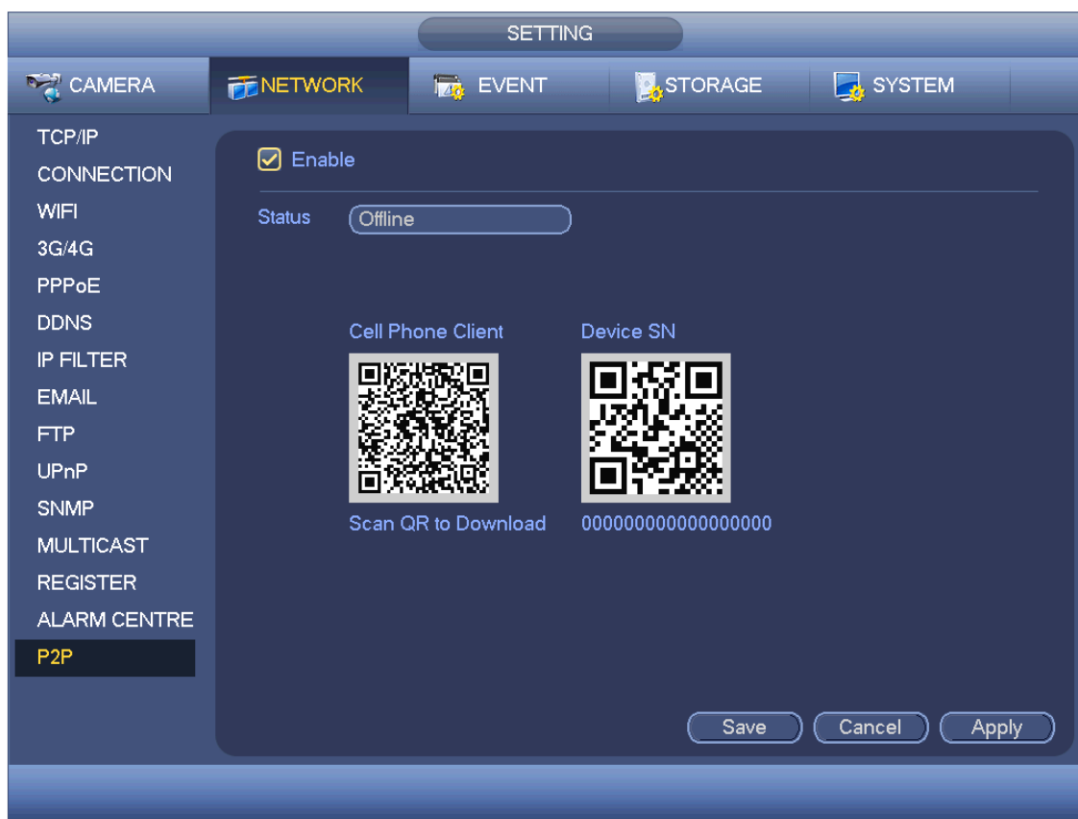 SETTING
CAMERA NETWORK EVENT STORAGE SYSTEM
TCP/IP
CONNECTION
WIFI
3G/4G
PPPoE
DDNS
IP FILTER
EMAIL
FTP
UPnP
SNMP
MULTICAST
REGISTER
ALARM CENTRE
P2P
Enable
Status Offline
Cell Phone Client Device SN
Scan QR to Download 000000000000000000
Save Cancel Apply